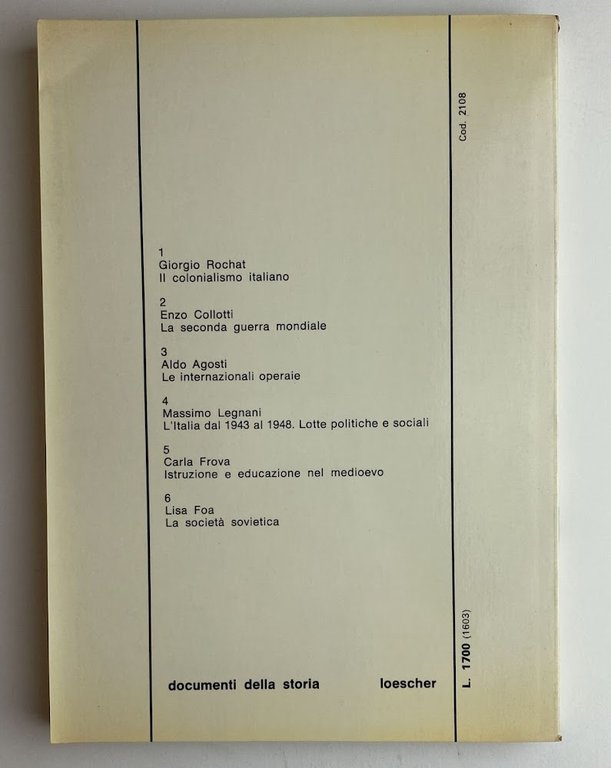 Cod. 2108
1
Giorgio Rochat
Il colonialismo italiano
2
Enzo Collotti
La seconda guerra mondiale
3
Aldo Agosti
Le internazionali operaie
4
Massimo Legnani
L'Italia dal 1943 al 1948. Lotte politiche e sociali
5
Carla Frova
Istruzione e educazione nel medioevo
6
Lisa Foa
La società sovietica
documenti della storia
loescher
L. 1700 (1603)